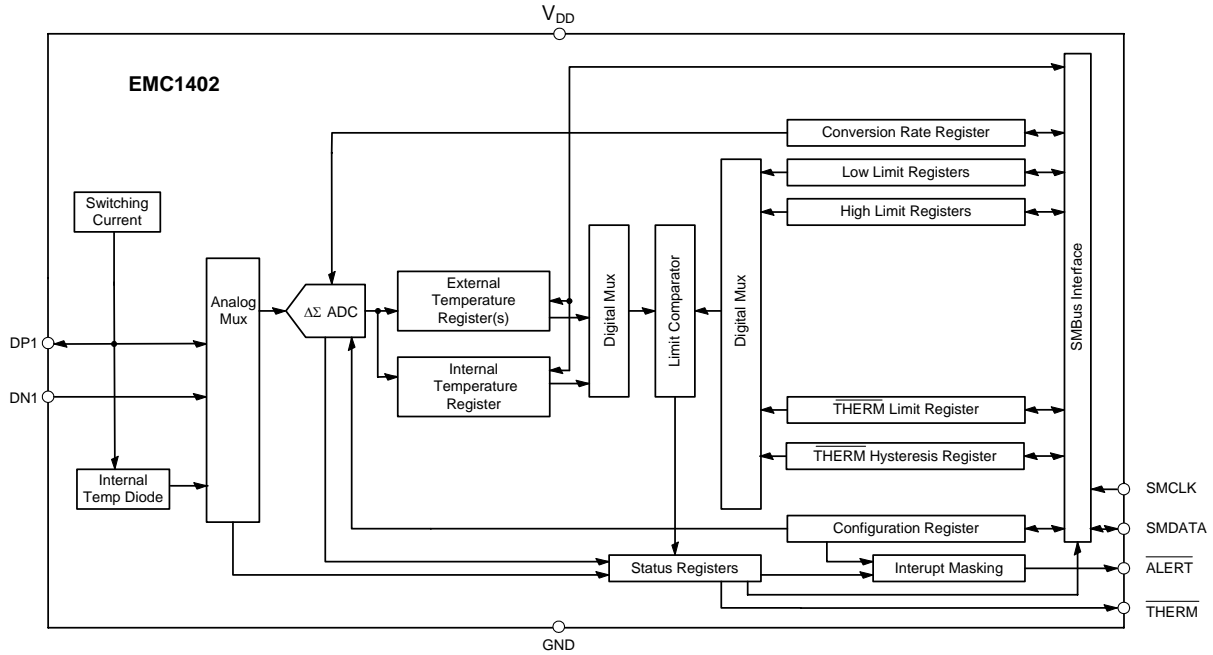 V_DD
EMC1402
Conversion Rate Register
Low Limit Registers
High Limit Registers
Switching
Current
Analog
Mux
ΔΣ ADC
External
Temperature
Register(s)
Internal
Temperature
Register
Digital Mux
Limit Comparator
Digital Mux
SMBus Interface
DP1
DN1
THERM Limit Register
THERM Hysteresis Register
Internal
Temp Diode
SMCLK
Configuration Register
SMDATA
Status Registers
Interupt Masking
ALERT
THERM
GND